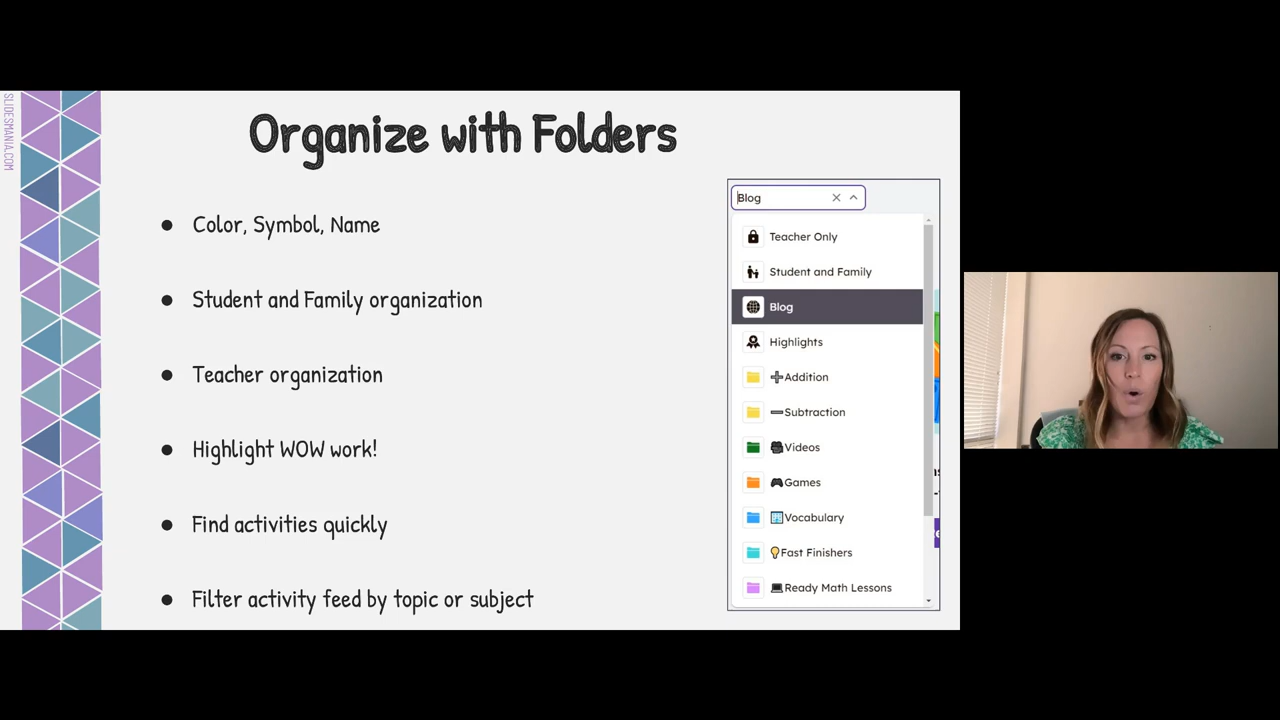 SLIDESMANIA.COM
Organize with Folders
Color, Symbol, Name
Student and Family organization
Teacher organization
Highlight WOW work!
Find activities quickly
Filter activity feed by topic or subject
Blog
Teacher Only
Student and Family
Blog
Highlights
Addition
Subtraction
Videos
Games
Vocabulary
Fast Finishers
Ready Math Lessons